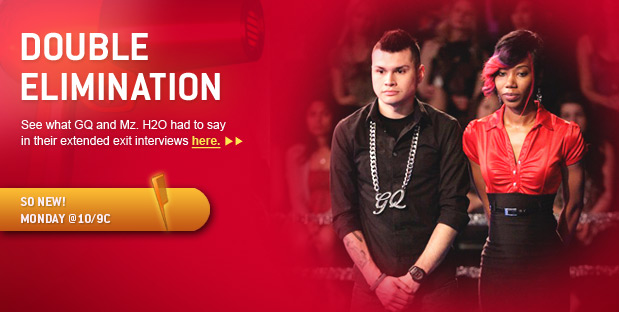 DOUBLE
ELIMINATION
See what GQ and Mz. H2O had to say
in their extended exit interviews here.
SO NEW!
MONDAY @10/9C
GQ